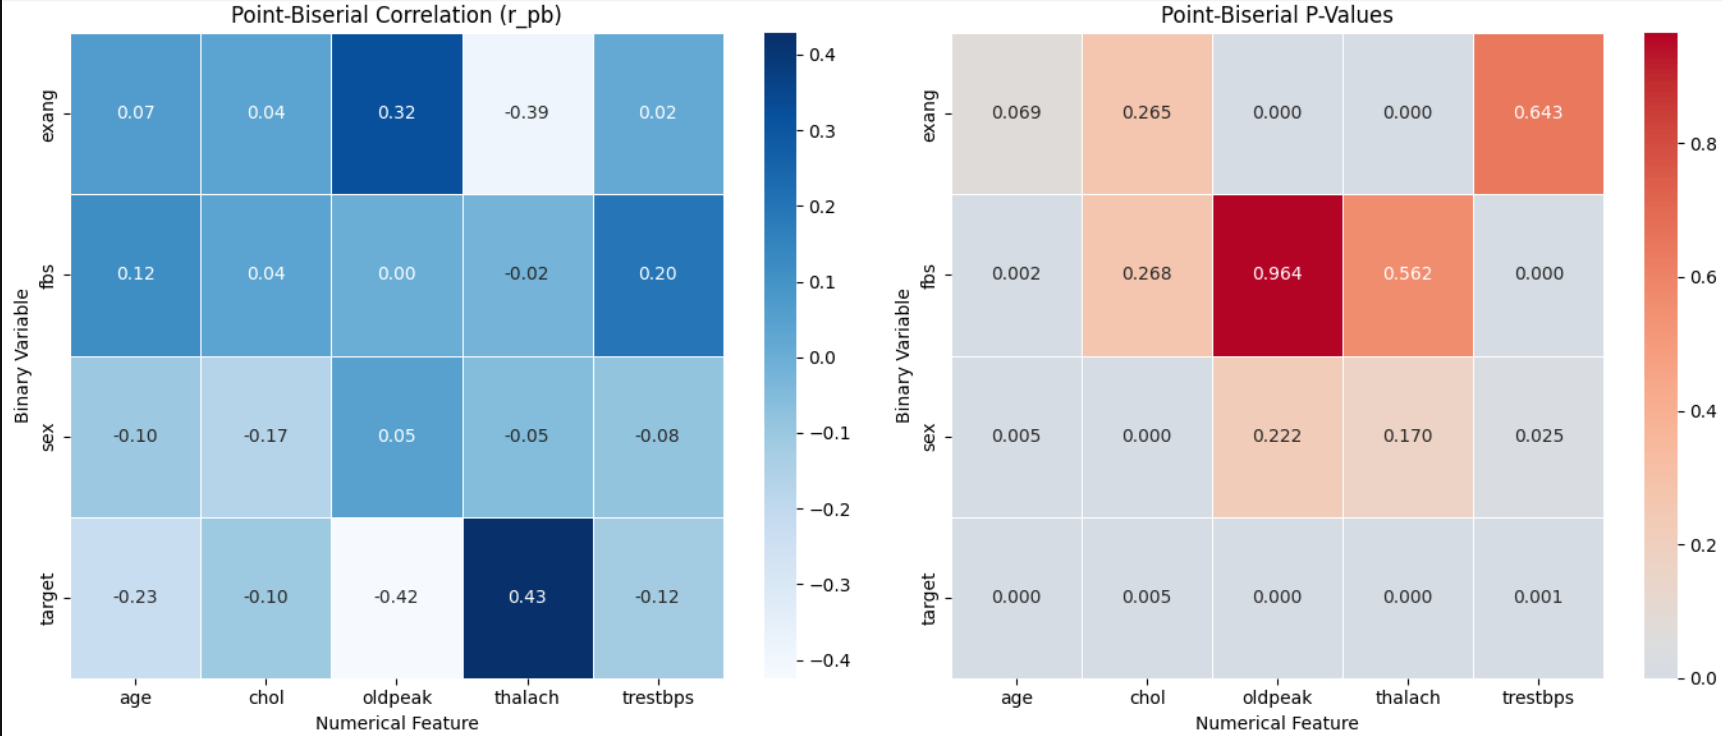 Point-Biserial Correlation (r_pb)
Binary Variable
exang
0.07 0.04 0.32 -0.39 0.02
fbs
0.12 0.04 0.00 -0.02 0.20
sex
-0.10 -0.17 0.05 -0.05 -0.08
target
-0.23 -0.10 -0.42 0.43 -0.12
age chol oldpeak thalach trestbps
Numerical Feature
0.4
0.3
0.2
0.1
0.0
−0.1
−0.2
−0.3
−0.4
Point-Biserial P-Values
Binary Variable
exang
0.069 0.265 0.000 0.000 0.643
fbs
0.002 0.268 0.964 0.562 0.000
sex
0.005 0.000 0.222 0.170 0.025
target
0.000 0.005 0.000 0.000 0.001
age chol oldpeak thalach trestbps
Numerical Feature
0.8
0.6
0.4
0.2
0.0